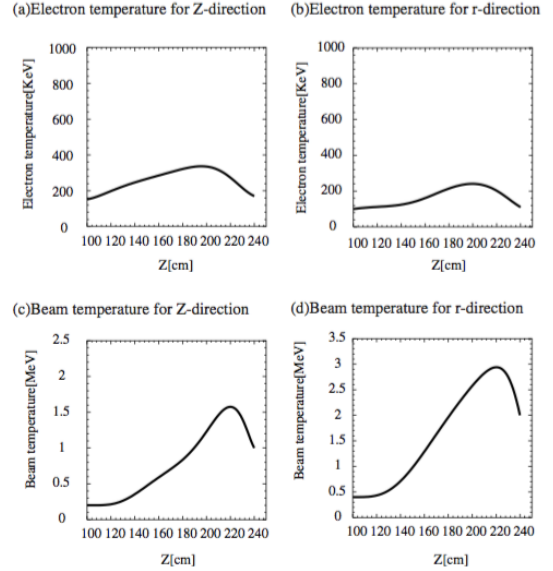 (a)Electron temperature for Z-direction
(b)Electron temperature for r-direction
Electron temperature[KeV]
1000
800
600
400
200
0
100 120 140 160 180 200 220 240
Z[cm]
Electron temperature[KeV]
1000
800
600
400
200
0
100 120 140 160 180 200 220 240
Z[cm]
(c)Beam temperature for Z-direction
(d)Beam temperature for r-direction
Beam temperature[MeV]
2.5
2
1.5
1
0.5
0
100 120 140 160 180 200 220 240
Z[cm]
Beam temperature[MeV]
3.5
3
2.5
2
1.5
1
0.5
0
100 120 140 160 180 200 220 240
Z[cm]